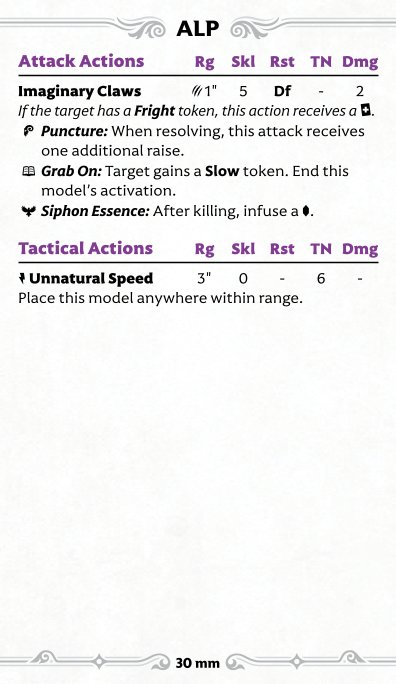 ALP
Attack Actions Rg Skl Rst TN Dmg
Imaginary Claws 1" 5 Df - 2
If the target has a Fright token, this action receives a .
Puncture: When resolving, this attack receives
one additional raise.
Grab On: Target gains a Slow token. End this
model's activation.
Siphon Essence: After killing, infuse a .
Tactical Actions Rg Skl Rst TN Dmg
Unnatural Speed 3" 0 - 6 -
Place this model anywhere within range.
30 mm